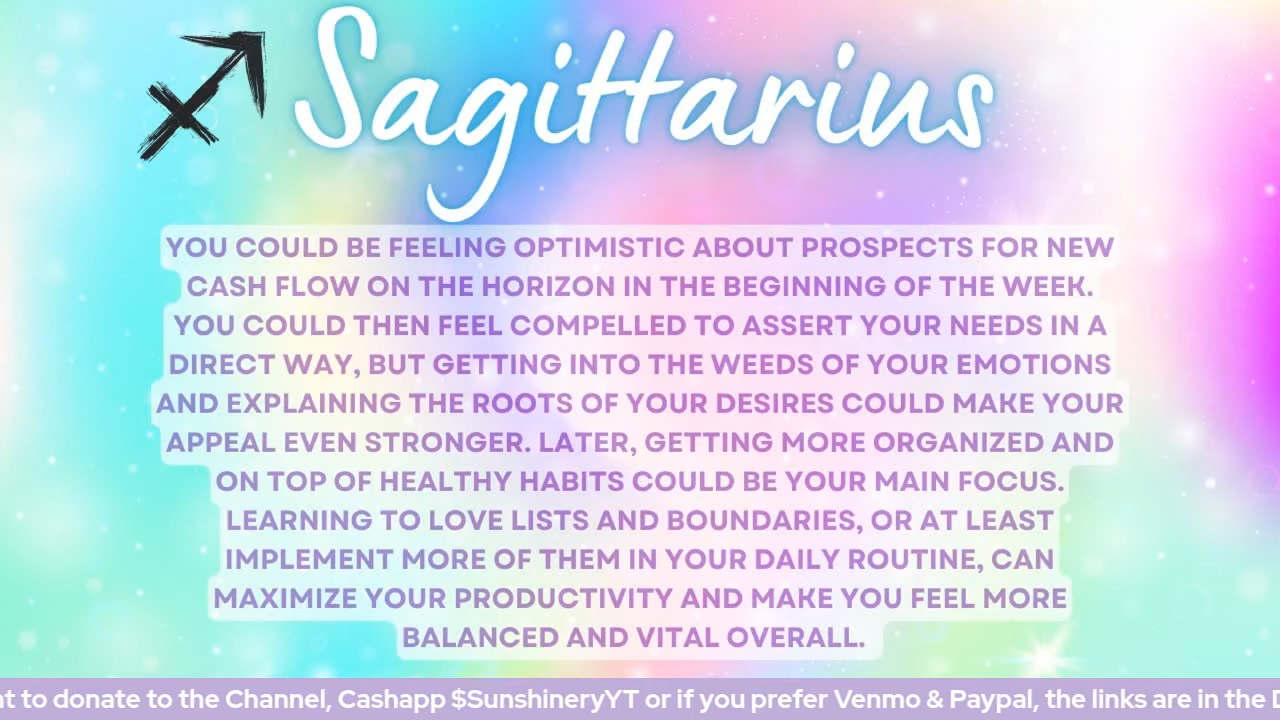 Sagittarius
YOU COULD BE FEELING OPTIMISTIC ABOUT PROSPECTS FOR NEW
CASH FLOW ON THE HORIZON IN THE BEGINNING OF THE WEEK.
YOU COULD THEN FEEL COMPELLED TO ASSERT YOUR NEEDS IN A
DIRECT WAY, BUT GETTING INTO THE WEEDS OF YOUR EMOTIONS
AND EXPLAINING THE ROOTS OF YOUR DESIRES COULD MAKE YOUR
APPEAL EVEN STRONGER. LATER, GETTING MORE ORGANIZED AND
ON TOP OF HEALTHY HABITS COULD BE YOUR MAIN FOCUS.
LEARNING TO LOVE LISTS AND BOUNDARIES, OR AT LEAST
IMPLEMENT MORE OF THEM IN YOUR DAILY ROUTINE, CAN
MAXIMIZE YOUR PRODUCTIVITY AND MAKE YOU FEEL MORE
BALANCED AND VITAL OVERALL.
to donate to the Channel, Cashapp $SunshineryYT or if you prefer Venmo & Paypal, the links are in the